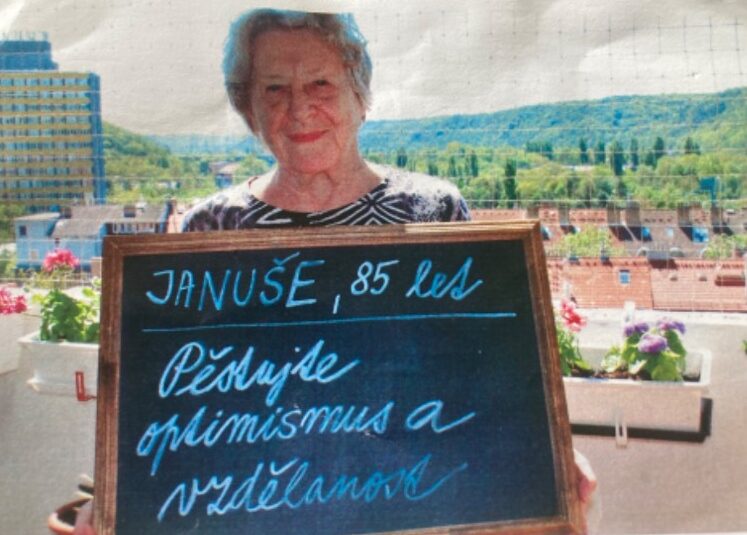 JANUŠE, 85 let
Pěstujte
optimismus a
vzdělanost